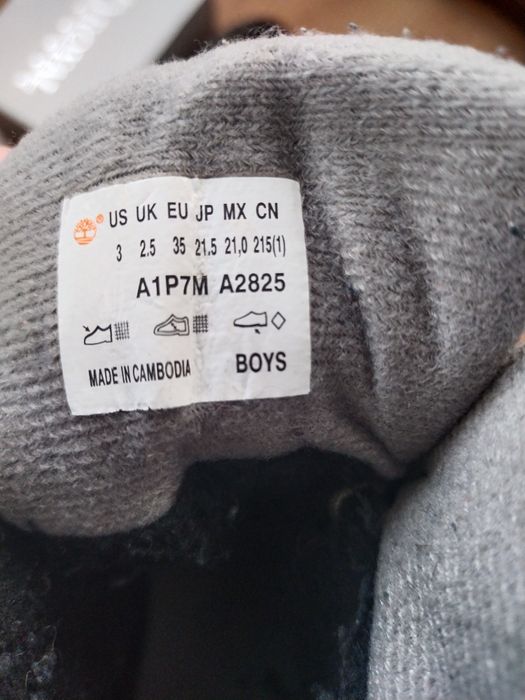 ® US UK EU JP MX CN
3 2.5 35 21.5 21,0 215(1)
A1P7M A2825
MADE IN CAMBODIA BOYS